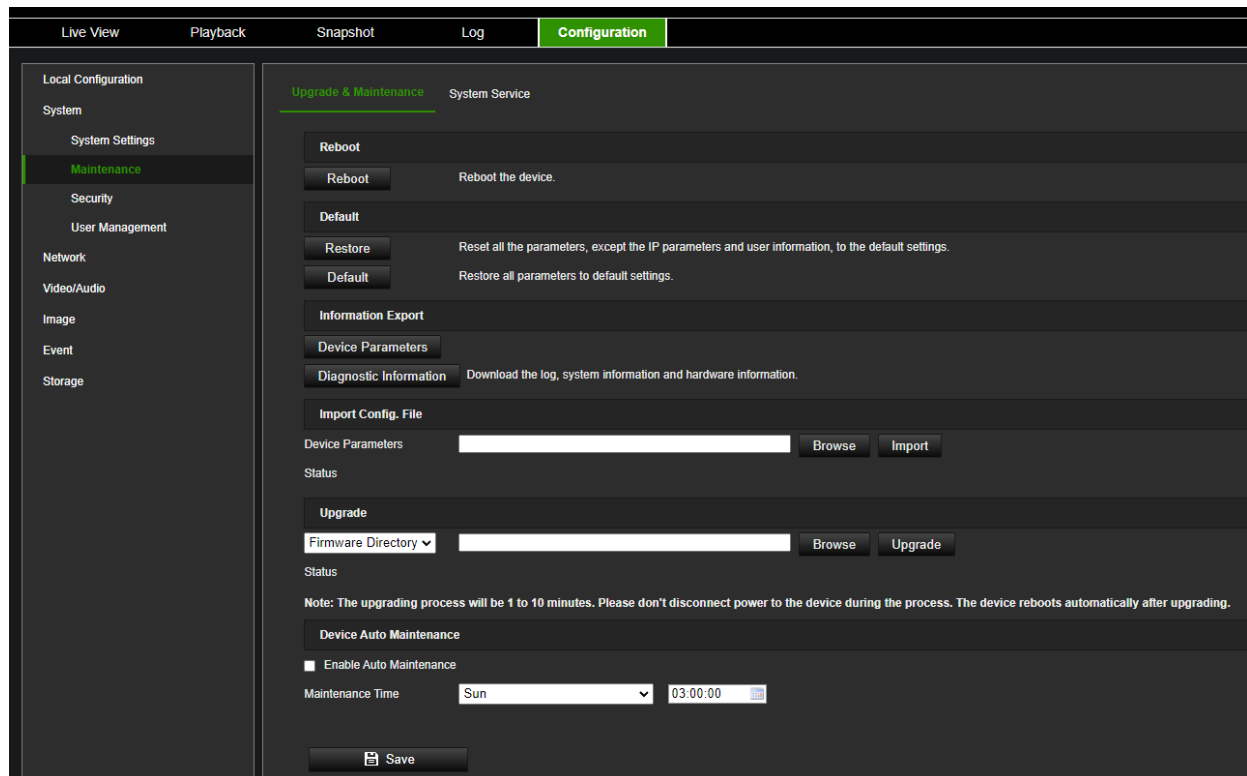 Live View Playback Snapshot Log Configuration
Local Configuration
System
System Settings
Maintenance
Security
User Management
Network
Video/Audio
Image
Event
Storage
Upgrade & Maintenance System Service
Reboot
Reboot Reboot the device.
Default
Restore Reset all the parameters, except the IP parameters and user information, to the default settings.
Default Restore all parameters to default settings.
Information Export
Device Parameters
Diagnostic Information Download the log, system information and hardware information.
Import Config. File
Device Parameters Browse Import
Status
Upgrade
Firmware Directory Browse Upgrade
Status
Note: The upgrading process will be 1 to 10 minutes. Please don't disconnect power to the device during the process. The device reboots automatically after upgrading.
Device Auto Maintenance
Enable Auto Maintenance
Maintenance Time Sun 03:00:00
Save